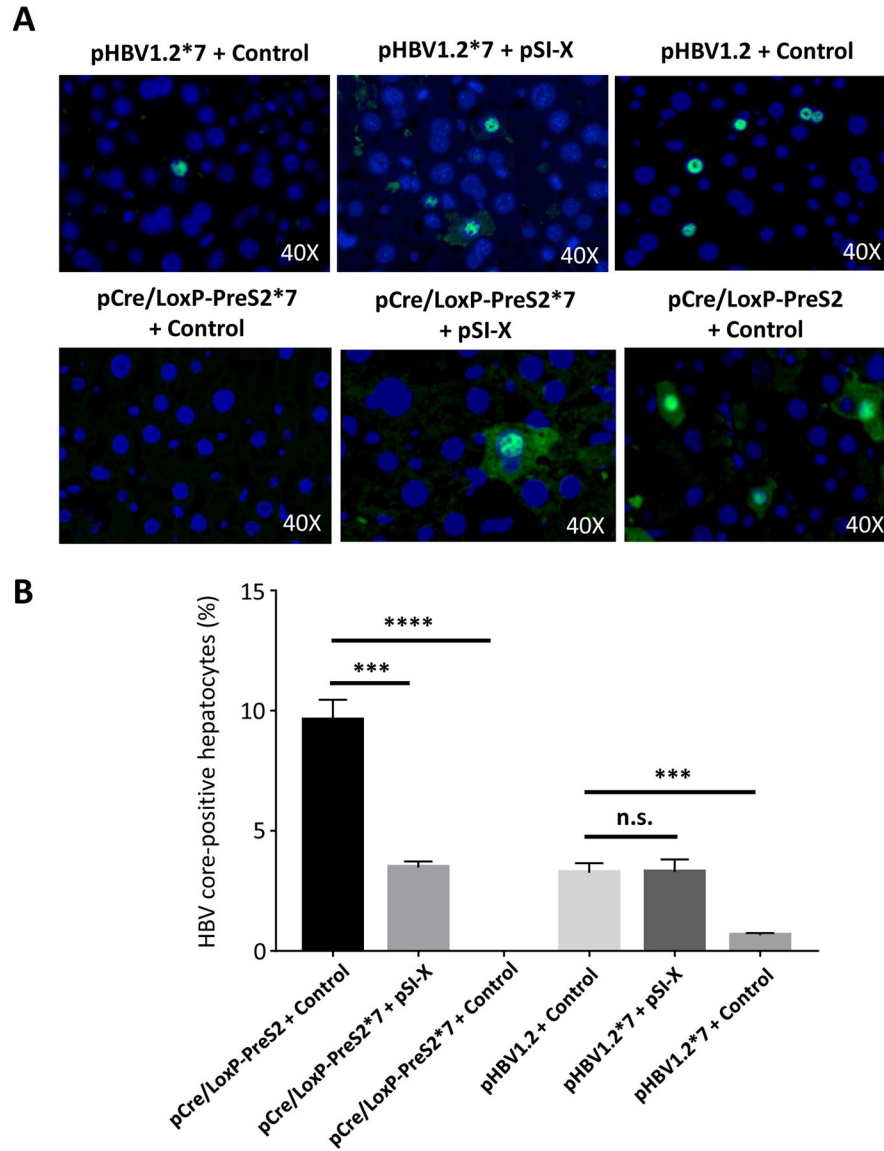 A
pHBV1.2*7 + Control
pHBV1.2*7 + pSI-X
pHBV1.2 + Control
40X
40X
40X
pCre/LoxP-PreS2*7
+ Control
pCre/LoxP-PreS2*7
+ pSI-X
pCre/LoxP-PreS2
+ Control
40X
40X
40X
B
HBV core-positive hepatocytes (%)
15
10
5
0
****
***
***
n.s.
pCre/LoxP-PreS2 + Control
pCre/LoxP-PreS2*7 + pSI-X
pCre/LoxP-PreS2*7 + Control
pHBV1.2 + Control
pHBV1.2*7 + pSI-X
pHBV1.2*7 + Control